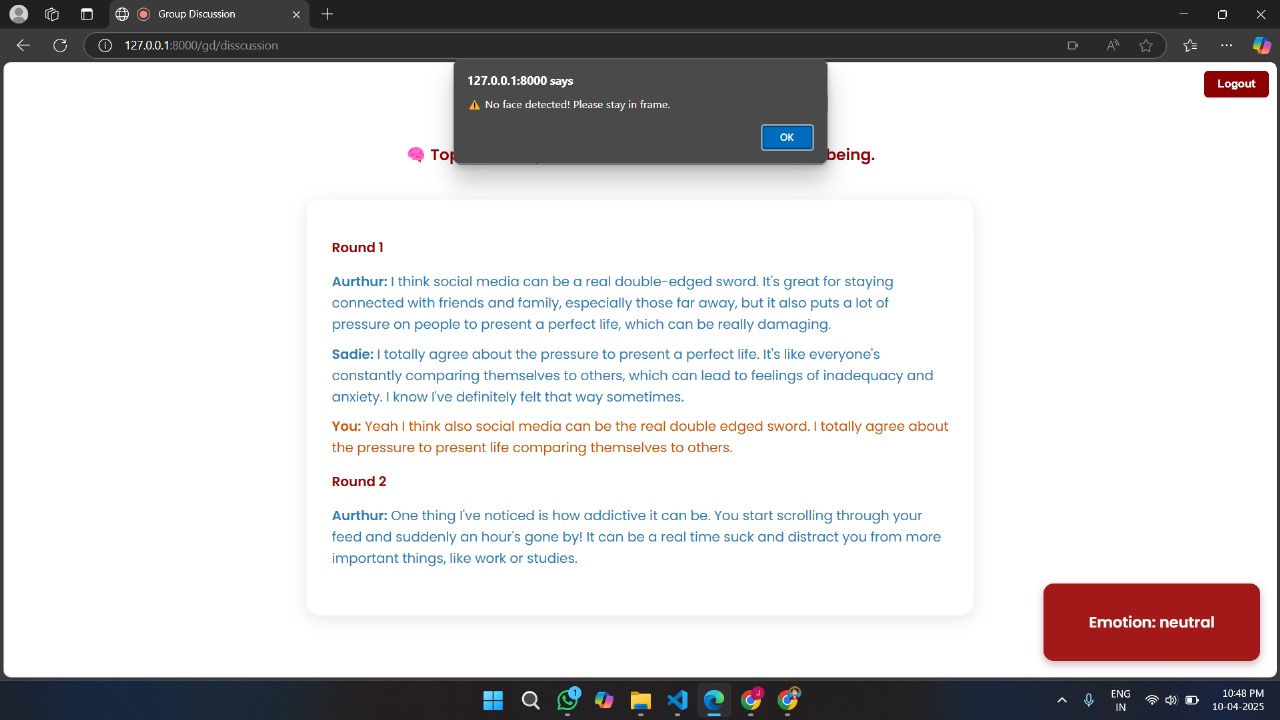 Group Discussion
127.0.0.1:8000/gd/disscussion
127.0.0.1:8000 says
⚠ No face detected! Please stay in frame.
OK
Logout
being.
Round 1
Aurthur: I think social media can be a real double-edged sword. It's great for staying
connected with friends and family, especially those far away, but it also puts a lot of
pressure on people to present a perfect life, which can be really damaging.
Sadie: I totally agree about the pressure to present a perfect life. It's like everyone's
constantly comparing themselves to others, which can lead to feelings of inadequacy and
anxiety. I know I've definitely felt that way sometimes.
You: Yeah I think also social media can be the real double edged sword. I totally agree about
the pressure to present life comparing themselves to others.
Round 2
Aurthur: One thing I've noticed is how addictive it can be. You start scrolling through your
feed and suddenly an hour's gone by! It can be a real time suck and distract you from more
important things, like work or studies.
Emotion: neutral
1
J
ENG
IN
10:48 PM
10-04-2025